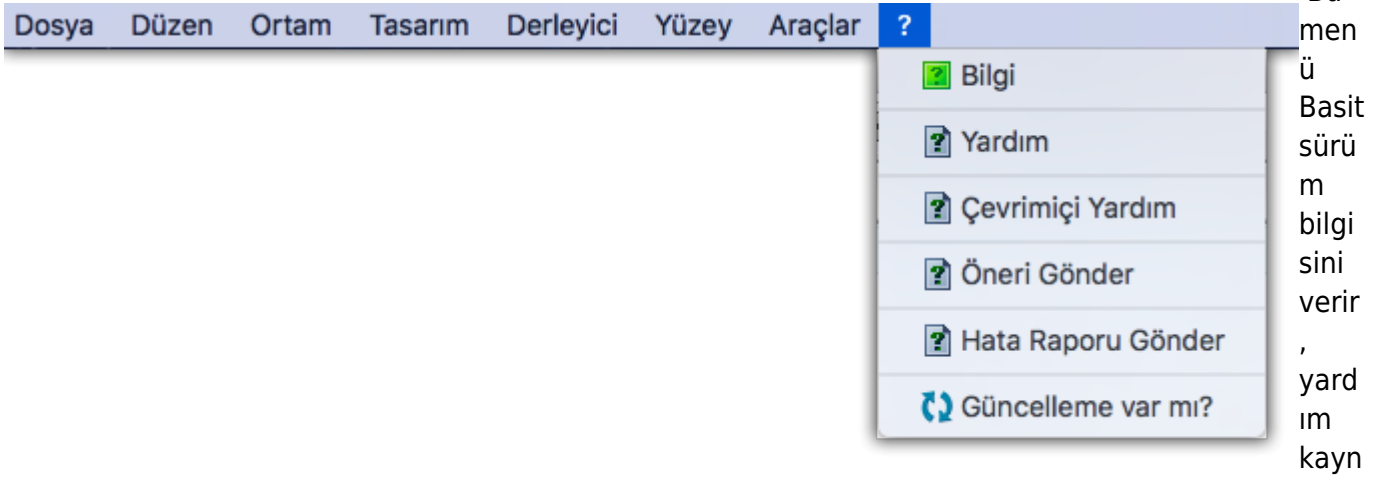 Dosya Düzen Ortam Tasarım Derleyici Yüzey Araçlar ?
Bilgi
Yardım
Çevrimiçi Yardım
Öneri Gönder
Hata Raporu Gönder
Güncelleme var mı?
men
ü
Basit
sürü
m
bilgi
sini
verir
,
yard
ım
kayn